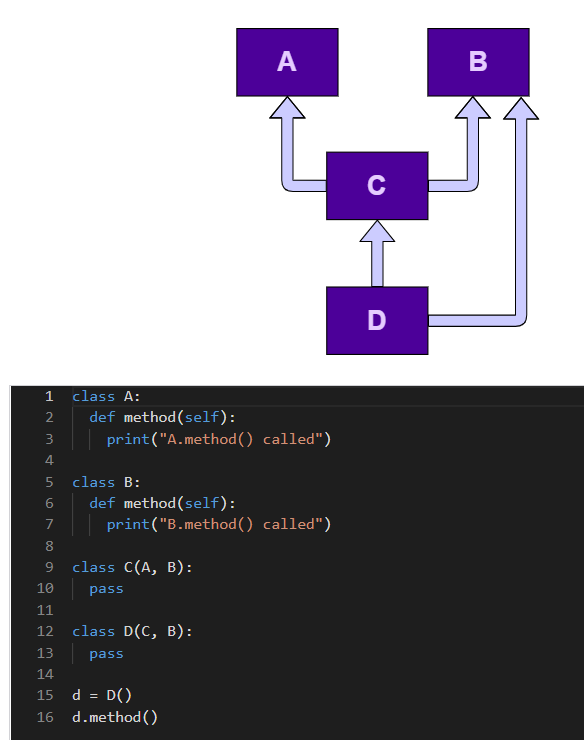 A
B
C
D
1 class A:
2   def method(self):
3     print("A.method() called")
4
5 class B:
6   def method(self):
7     print("B.method() called")
8
9 class C(A, B):
10   pass
11
12 class D(C, B):
13   pass
14
15 d = D()
16 d.method()